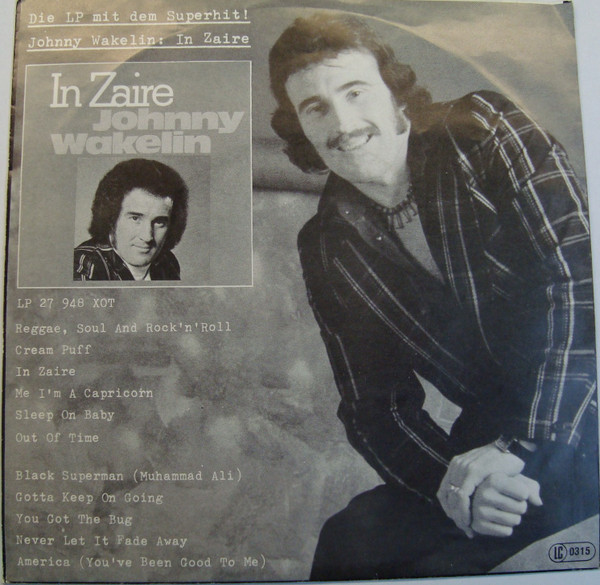 Die LP mit dem Superhit!
Johnny Wakelin: In Zaire
In Zaire
Johnny
Wakelin
LP 27 948 XOT
Reggae, Soul And Rock'n'Roll
Cream Puff
In Zaire
Me I'm A Capricorn
Sleep On Baby
Out Of Time
Black Superman (Muhammad Ali)
Gotta Keep On Going
You Got The Bug
Never Let It Fade Away
America (You've Been Good To Me)
LC 0315